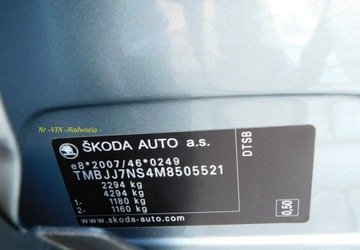 Nr -VIN -Nadwozia -
ŠKODA AUTO a.s.
DTSB
e8*2007/46*0249
TMBJJ7NS4M8505521
2294 kg
4294 kg
1- 1180 kg
2- 1160 kg
www.skoda-auto.com
0.50